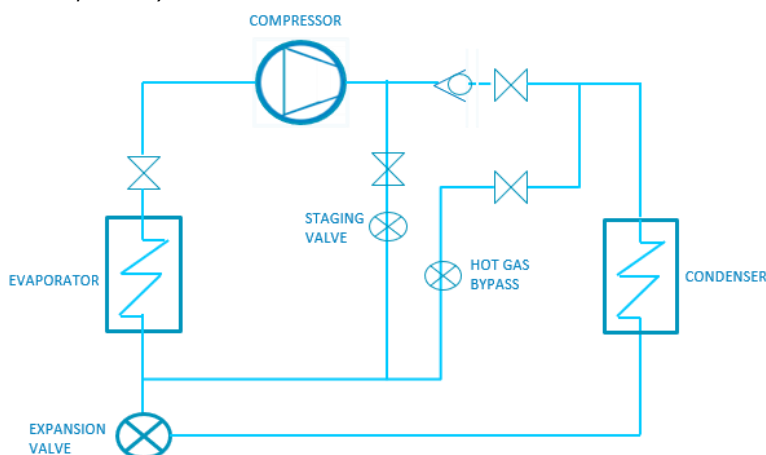 COMPRESSOR
STAGING
VALVE
HOT GAS
BYPASS
EVAPORATOR
CONDENSER
EXPANSION
VALVE